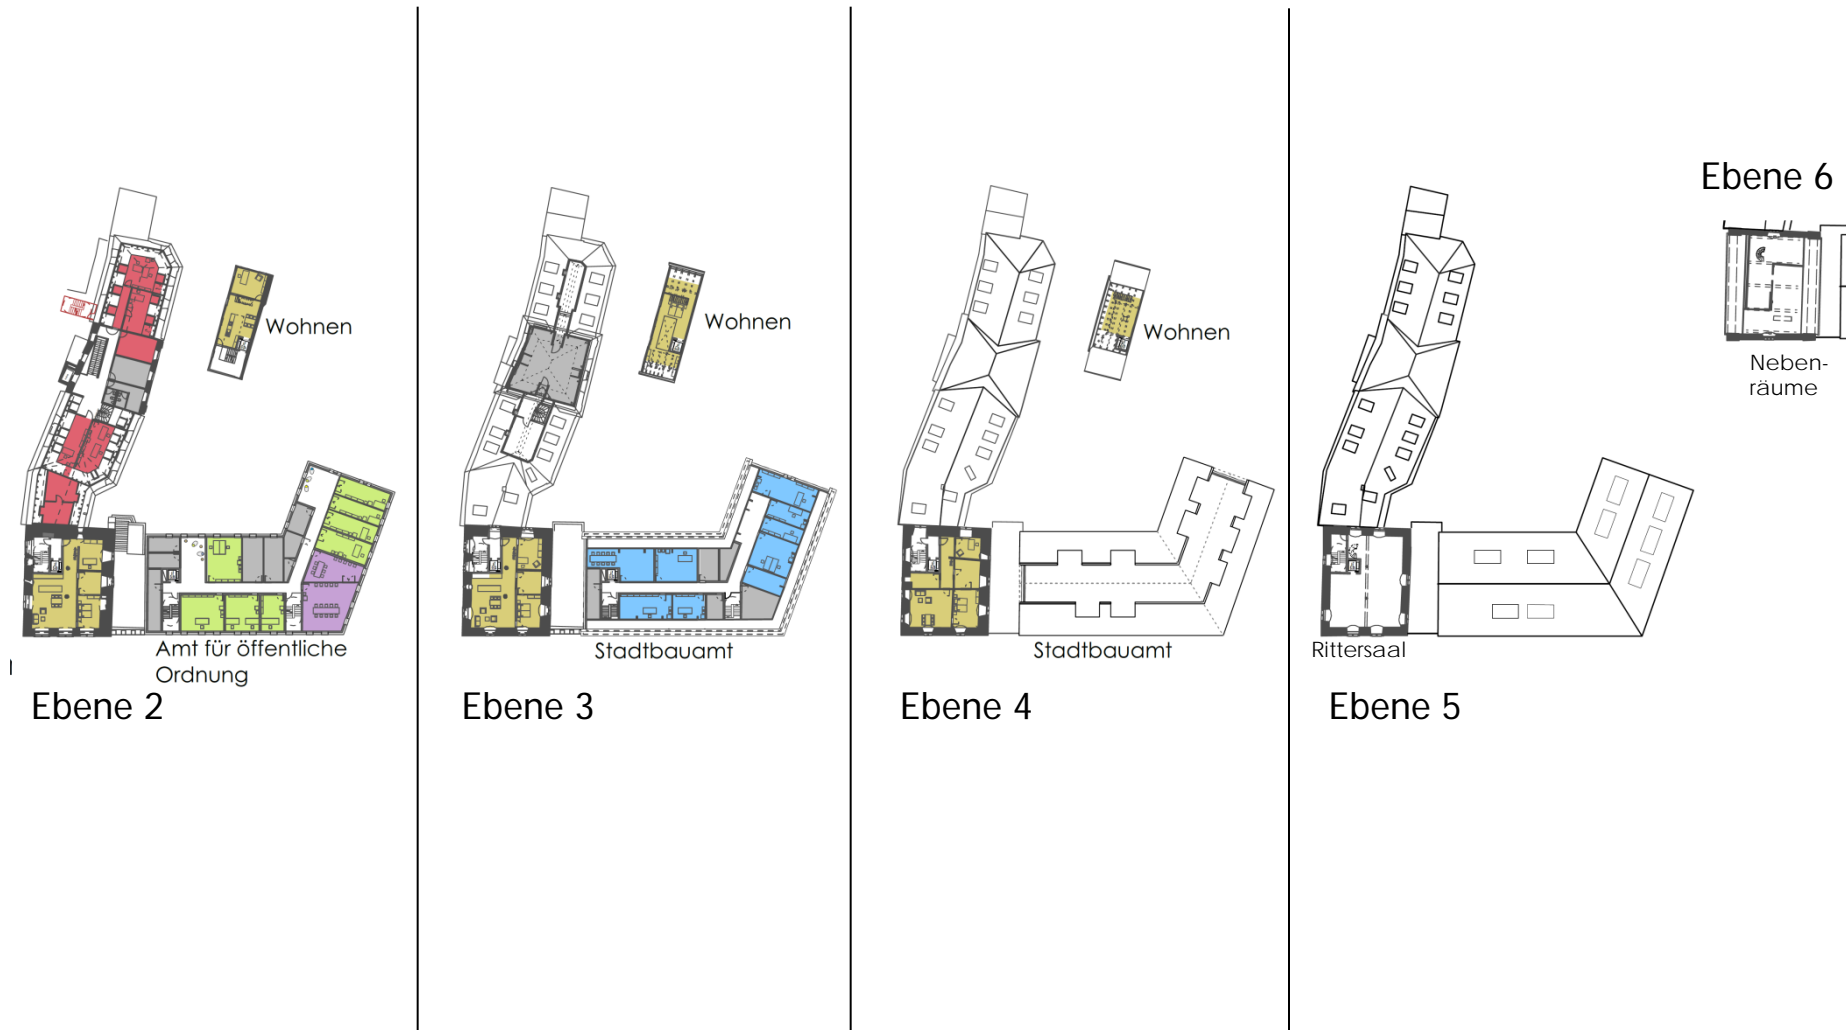 Wohnen
Amt für öffentliche
Ordnung
Ebene 2
Wohnen
Stadtbauamt
Ebene 3
Wohnen
Stadtbauamt
Ebene 4
Rittersaal
Ebene 5
Ebene 6
Neben-
räume